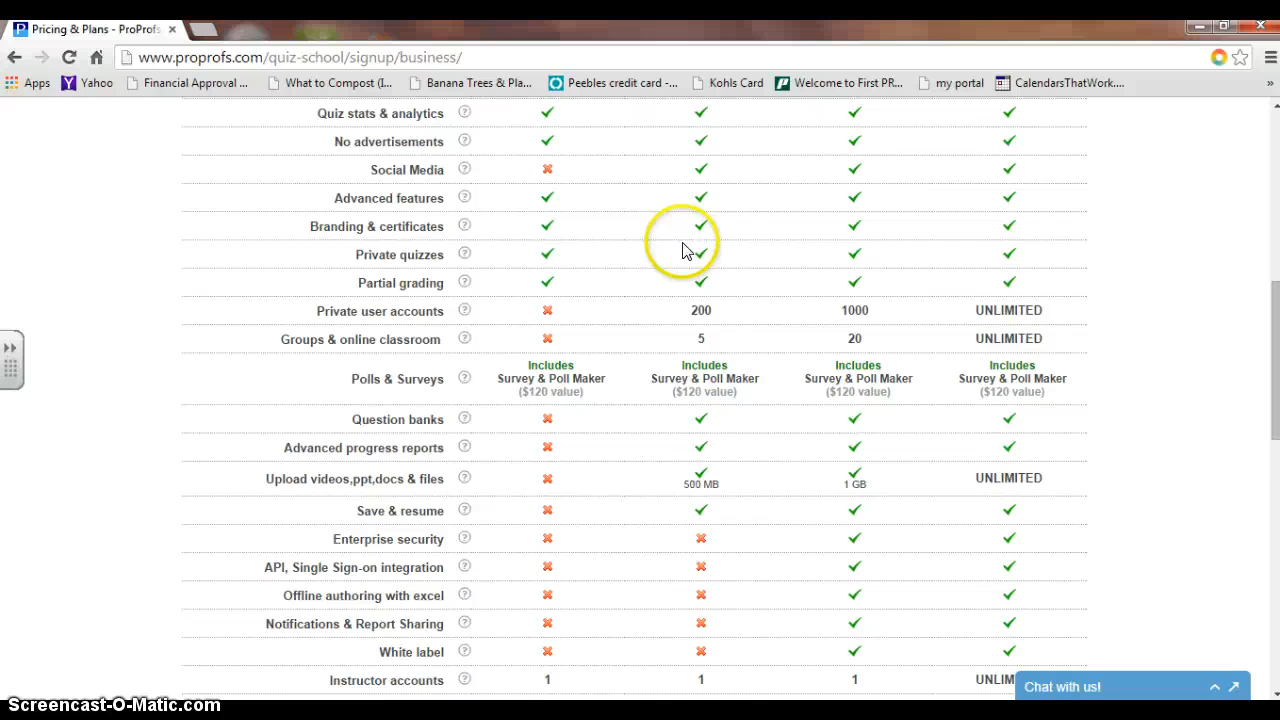 Pricing & Plans - ProProfs
www.proprofs.com/quiz-school/signup/business/
Apps Yahoo Financial Approval ... What to Compost (I... Banana Trees & Pla... Peebles credit card -... Kohls Card Welcome to First PR... my portal CalendarsThatWork.... »
Quiz stats & analytics ?
No advertisements ?
Social Media ?
Advanced features ?
Branding & certificates ?
Private quizzes ?
Partial grading ?
Private user accounts ? 200 1000 UNLIMITED
Groups & online classroom ? 5 20 UNLIMITED
Includes Includes Includes Includes
Polls & Surveys ? Survey & Poll Maker Survey & Poll Maker Survey & Poll Maker Survey & Poll Maker
($120 value) ($120 value) ($120 value) ($120 value)
Question banks ?
Advanced progress reports ?
Upload videos,ppt,docs & files ? UNLIMITED
500 MB 1 GB
Save & resume ?
Enterprise security ?
API, Single Sign-on integration ?
Offline authoring with excel ?
Notifications & Report Sharing ?
White label ?
Instructor accounts ? 1 1 1 UNLIM
Chat with us!
Screencast-O-Matic.com